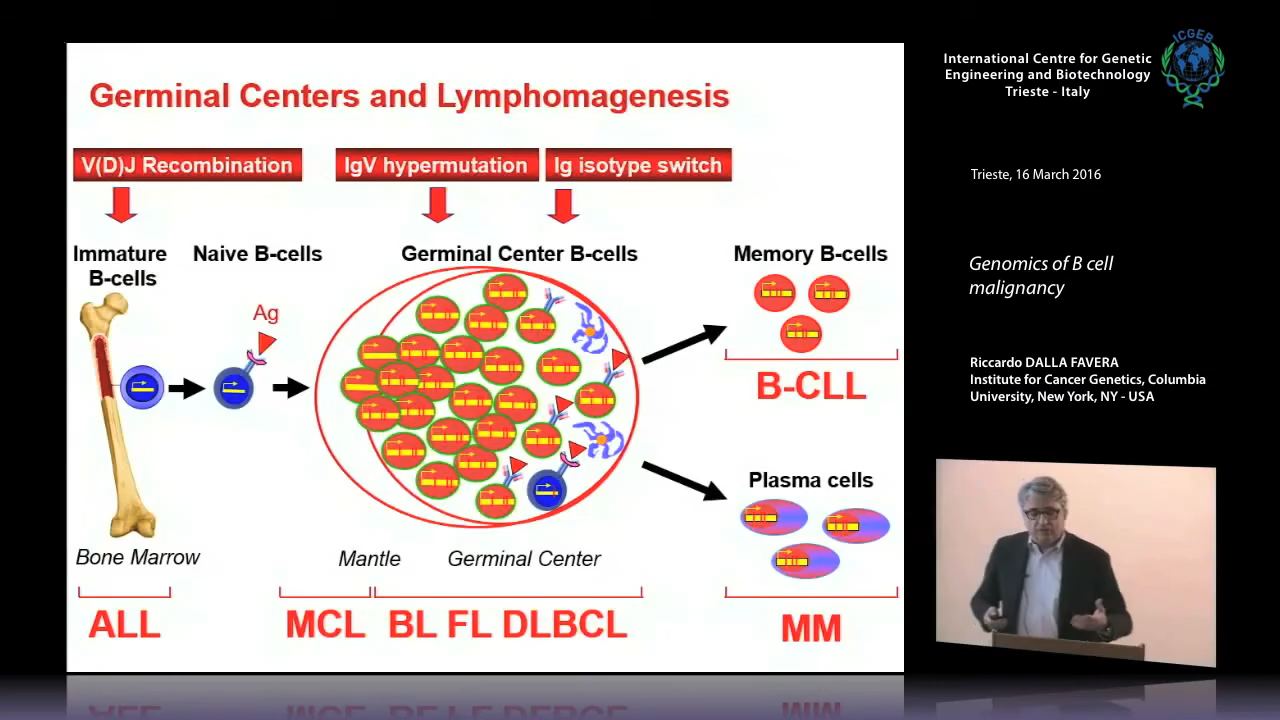 Germinal Centers and Lymphomagenesis
V(D)J Recombination
IgV hypermutation
Ig isotype switch
Immature
B-cells
Naive B-cells
Germinal Center B-cells
Memory B-cells
Ag
B-CLL
Plasma cells
Bone Marrow
Mantle
Germinal Center
ALL
MCL
BL FL DLBCL
MM
International Centre for Genetic
Engineering and Biotechnology
Trieste - Italy
ICGEB
Trieste, 16 March 2016
Genomics of B cell
malignancy
Riccardo DALLA FAVERA
Institute for Cancer Genetics, Columbia
University, New York, NY - USA